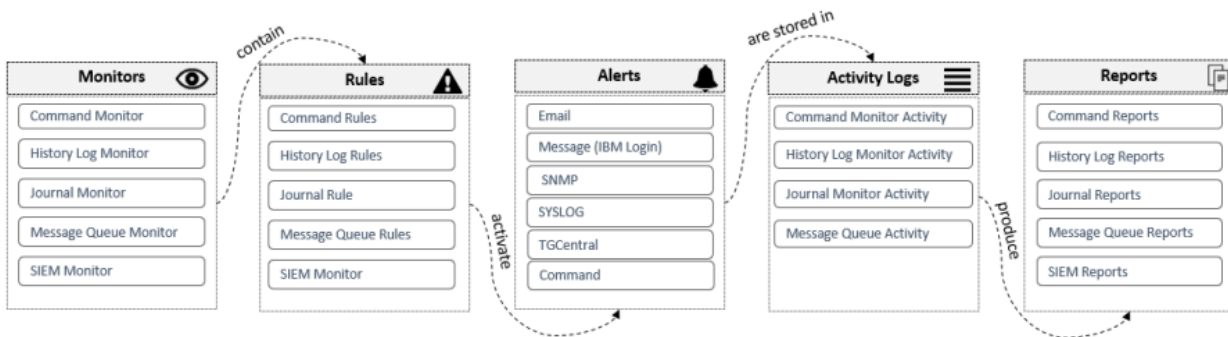 contain
are stored in
Monitors
Rules
Alerts
Activity Logs
Reports
Command Monitor
History Log Monitor
Journal Monitor
Message Queue Monitor
SIEM Monitor
Command Rules
History Log Rules
Journal Rule
Message Queue Rules
SIEM Monitor
activate
Email
Message (IBM Login)
SNMP
SYSLOG
TGCentral
Command
Command Monitor Activity
History Log Monitor Activity
Journal Monitor Activity
Message Queue Activity
produce
Command Reports
History Log Reports
Journal Reports
Message Queue Reports
SIEM Reports